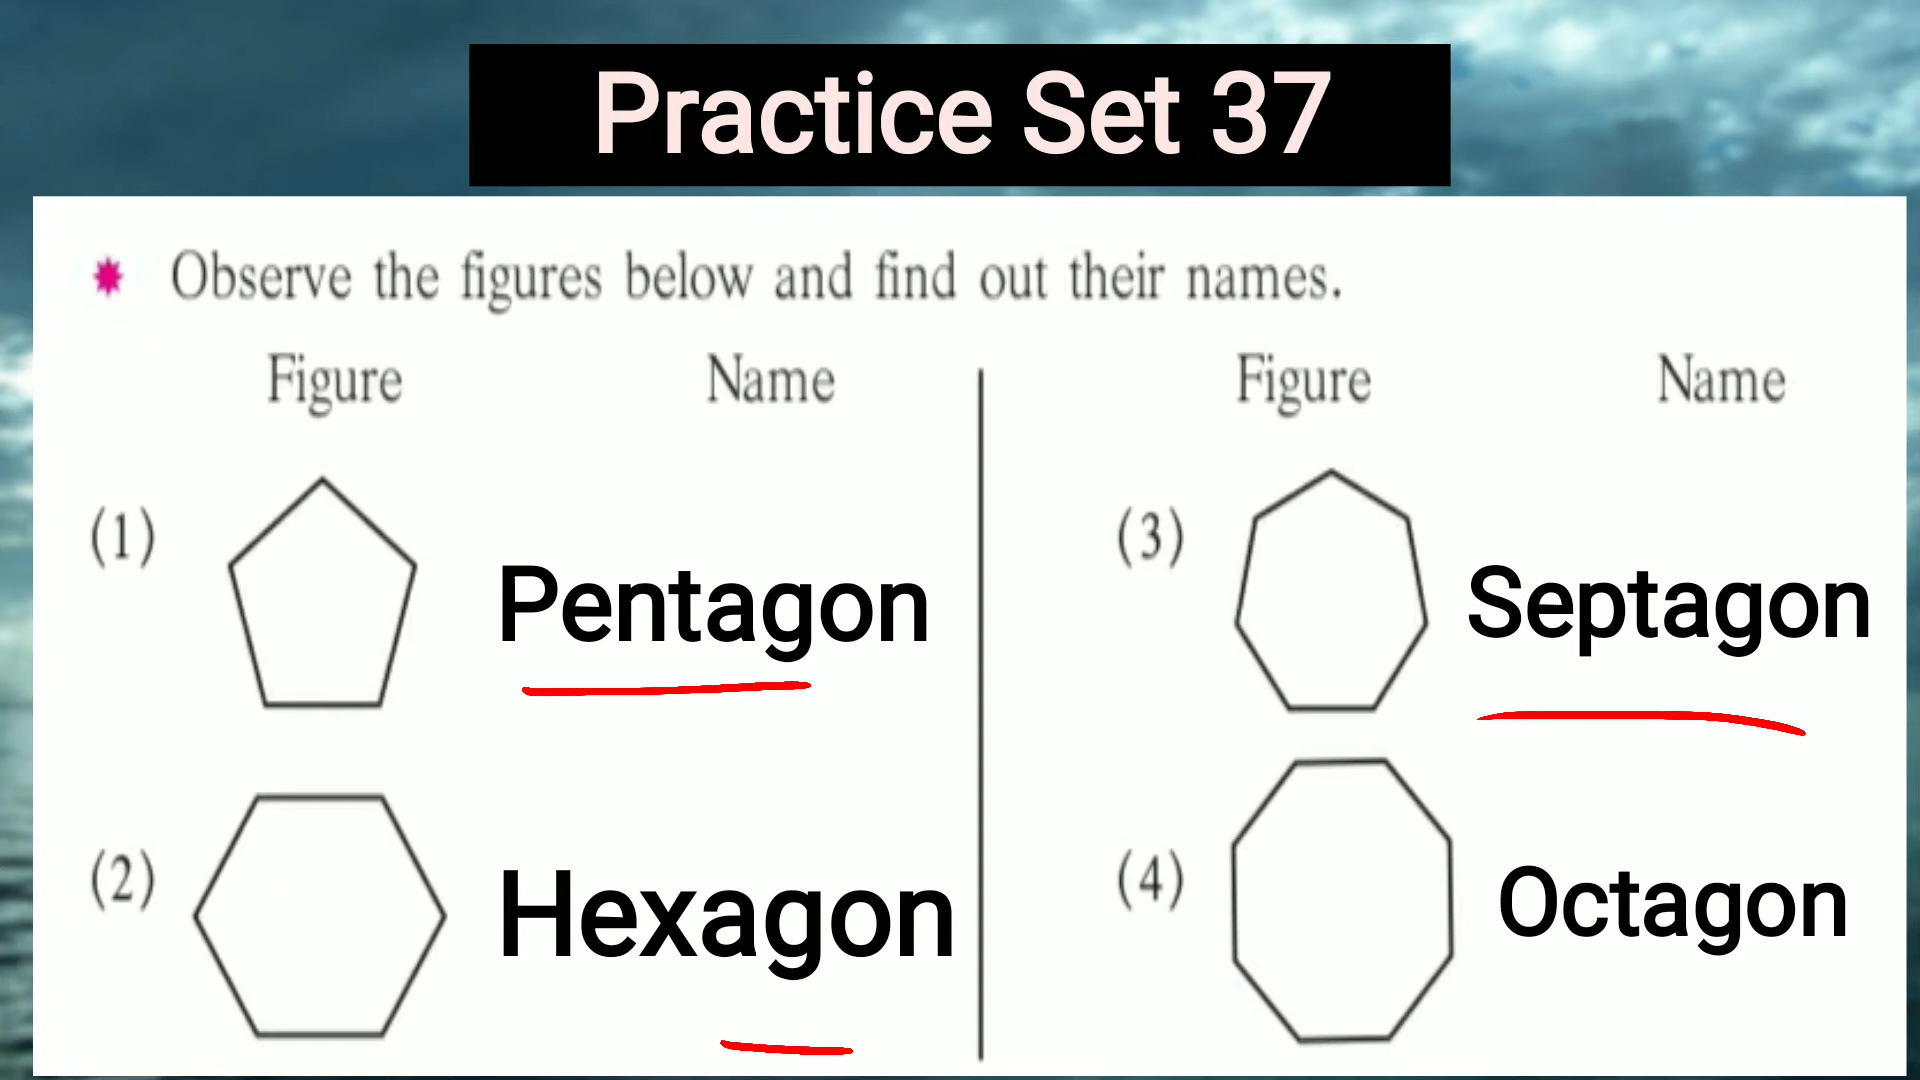 Practice Set 37
Observe the figures below and find out their names.
Figure Name
(1) Pentagon
(2) Hexagon
Figure Name
(3) Septagon
(4) Octagon